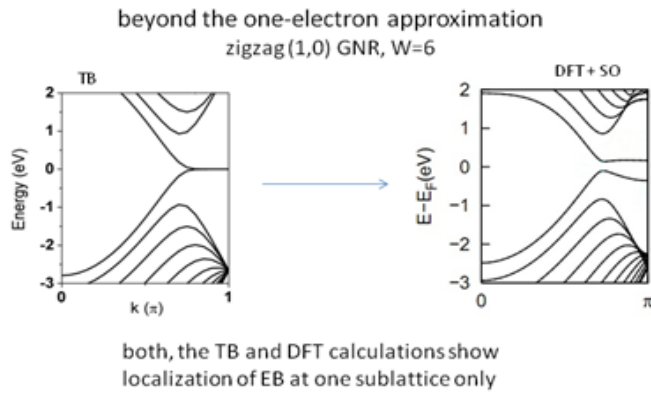 beyond the one-electron approximation
zigzag (1,0) GNR, W=6
TB
DFT + SO
2
1
0
-1
-2
-3
Energy (eV)
0
1
k (π)
2
1
0
−1
−2
−3
E−EF(eV)
0
π
both, the TB and DFT calculations show
localization of EB at one sublattice only